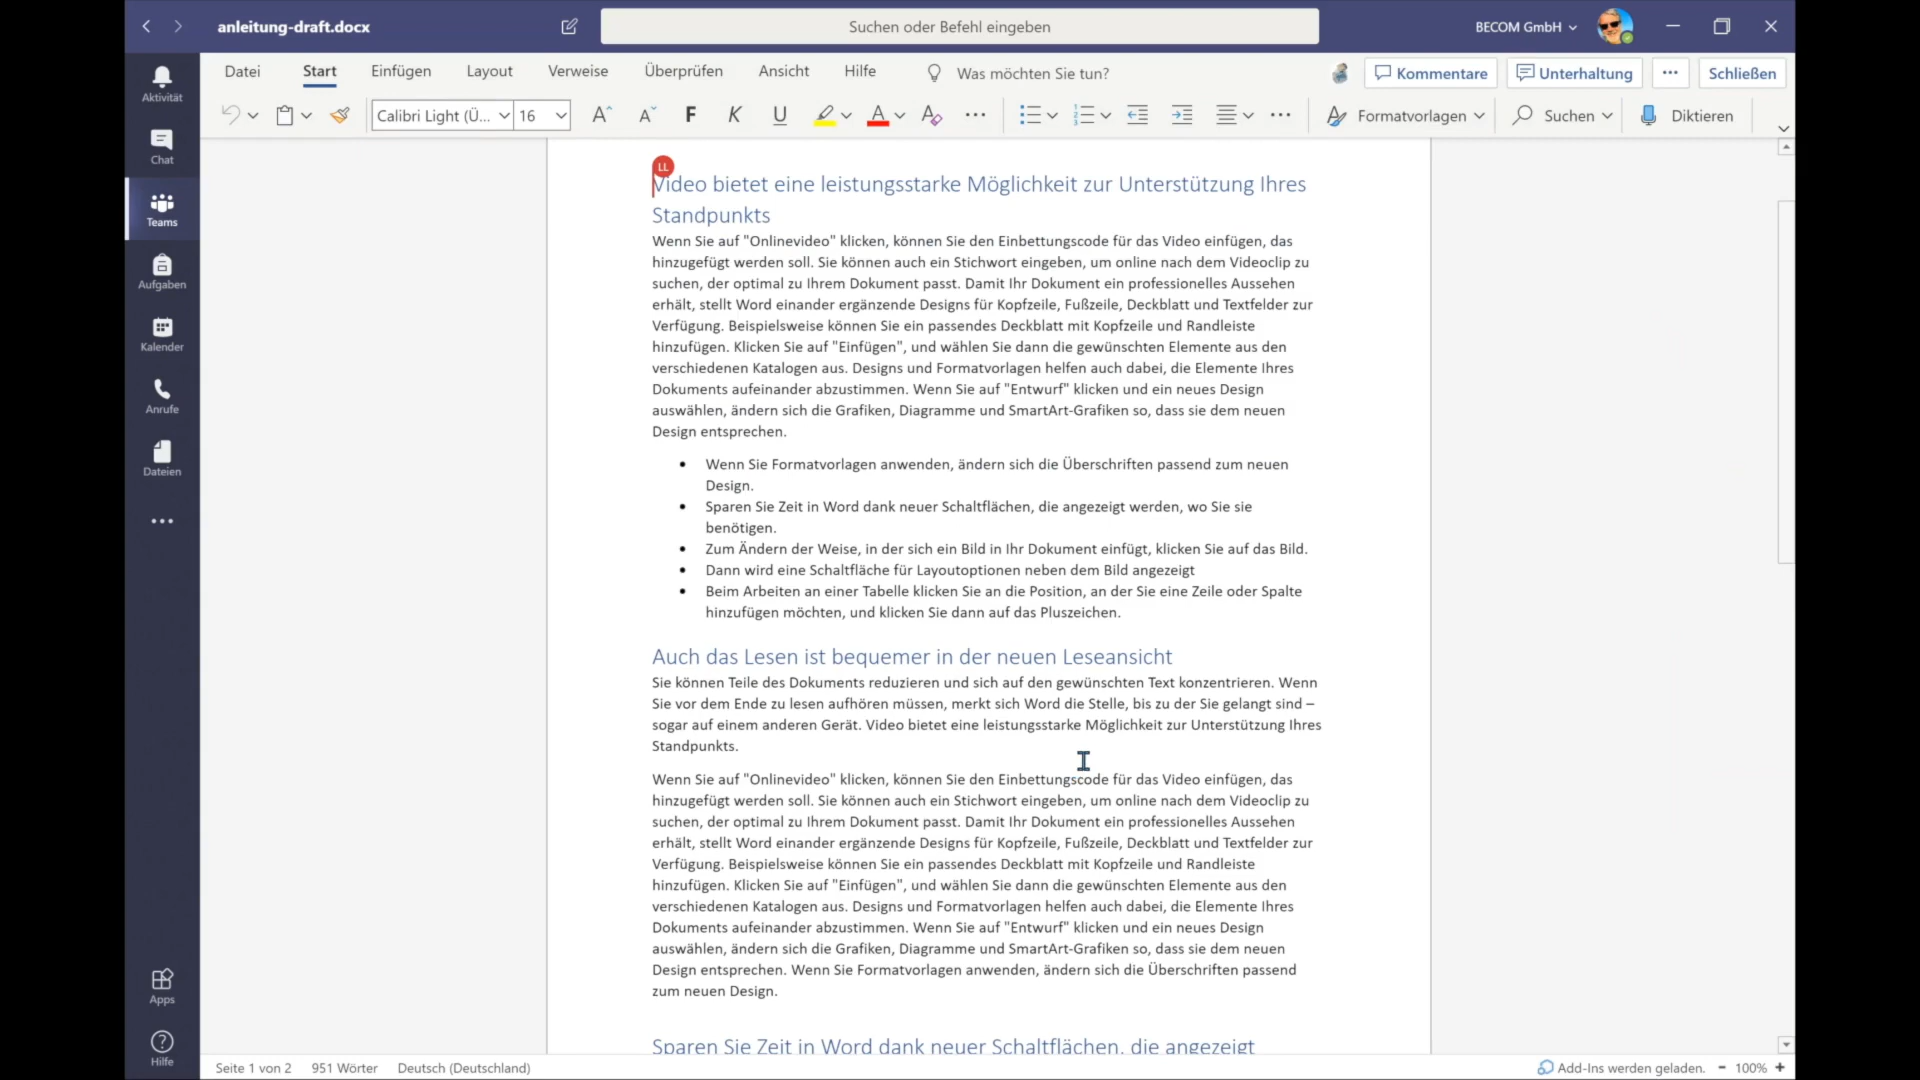 anleitung-draft.docx
Suchen oder Befehl eingeben
BECOM GmbH
Aktivität
Chat
Teams
Aufgaben
Kalender
Anrufe
Dateien
Apps
Hilfe
Datei Start Einfügen Layout Verweise Überprüfen Ansicht Hilfe Was möchten Sie tun? Kommentare Unterhaltung Schließen
Calibri Light (Ü... 16 F K U A Formatvorlagen Suchen Diktieren
LL
Video bietet eine leistungsstarke Möglichkeit zur Unterstützung Ihres
Standpunkts
Wenn Sie auf "Onlinevideo" klicken, können Sie den Einbettungscode für das Video einfügen, das
hinzugefügt werden soll. Sie können auch ein Stichwort eingeben, um online nach dem Videoclip zu
suchen, der optimal zu Ihrem Dokument passt. Damit Ihr Dokument ein professionelles Aussehen
erhält, stellt Word einander ergänzende Designs für Kopfzeile, Fußzeile, Deckblatt und Textfelder zur
Verfügung. Beispielsweise können Sie ein passendes Deckblatt mit Kopfzeile und Randleiste
hinzufügen. Klicken Sie auf "Einfügen", und wählen Sie dann die gewünschten Elemente aus den
verschiedenen Katalogen aus. Designs und Formatvorlagen helfen auch dabei, die Elemente Ihres
Dokuments aufeinander abzustimmen. Wenn Sie auf "Entwurf" klicken und ein neues Design
auswählen, ändern sich die Grafiken, Diagramme und SmartArt-Grafiken so, dass sie dem neuen
Design entsprechen.
• Wenn Sie Formatvorlagen anwenden, ändern sich die Überschriften passend zum neuen
Design.
• Sparen Sie Zeit in Word dank neuer Schaltflächen, die angezeigt werden, wo Sie sie
benötigen.
• Zum Ändern der Weise, in der sich ein Bild in Ihr Dokument einfügt, klicken Sie auf das Bild.
• Dann wird eine Schaltfläche für Layoutoptionen neben dem Bild angezeigt
• Beim Arbeiten an einer Tabelle klicken Sie an die Position, an der Sie eine Zeile oder Spalte
hinzufügen möchten, und klicken Sie dann auf das Pluszeichen.
Auch das Lesen ist bequemer in der neuen Leseansicht
Sie können Teile des Dokuments reduzieren und sich auf den gewünschten Text konzentrieren. Wenn
Sie vor dem Ende zu lesen aufhören müssen, merkt sich Word die Stelle, bis zu der Sie gelangt sind –
sogar auf einem anderen Gerät. Video bietet eine leistungsstarke Möglichkeit zur Unterstützung Ihres
Standpunkts.
Wenn Sie auf "Onlinevideo" klicken, können Sie den Einbettungscode für das Video einfügen, das
hinzugefügt werden soll. Sie können auch ein Stichwort eingeben, um online nach dem Videoclip zu
suchen, der optimal zu Ihrem Dokument passt. Damit Ihr Dokument ein professionelles Aussehen
erhält, stellt Word einander ergänzende Designs für Kopfzeile, Fußzeile, Deckblatt und Textfelder zur
Verfügung. Beispielsweise können Sie ein passendes Deckblatt mit Kopfzeile und Randleiste
hinzufügen. Klicken Sie auf "Einfügen", und wählen Sie dann die gewünschten Elemente aus den
verschiedenen Katalogen aus. Designs und Formatvorlagen helfen auch dabei, die Elemente Ihres
Dokuments aufeinander abzustimmen. Wenn Sie auf "Entwurf" klicken und ein neues Design
auswählen, ändern sich die Grafiken, Diagramme und SmartArt-Grafiken so, dass sie dem neuen
Design entsprechen. Wenn Sie Formatvorlagen anwenden, ändern sich die Überschriften passend
zum neuen Design.
Sparen Sie Zeit in Word dank neuer Schaltflächen, die angezeigt
Seite 1 von 2 951 Wörter Deutsch (Deutschland) Add-Ins werden geladen. - 100% +